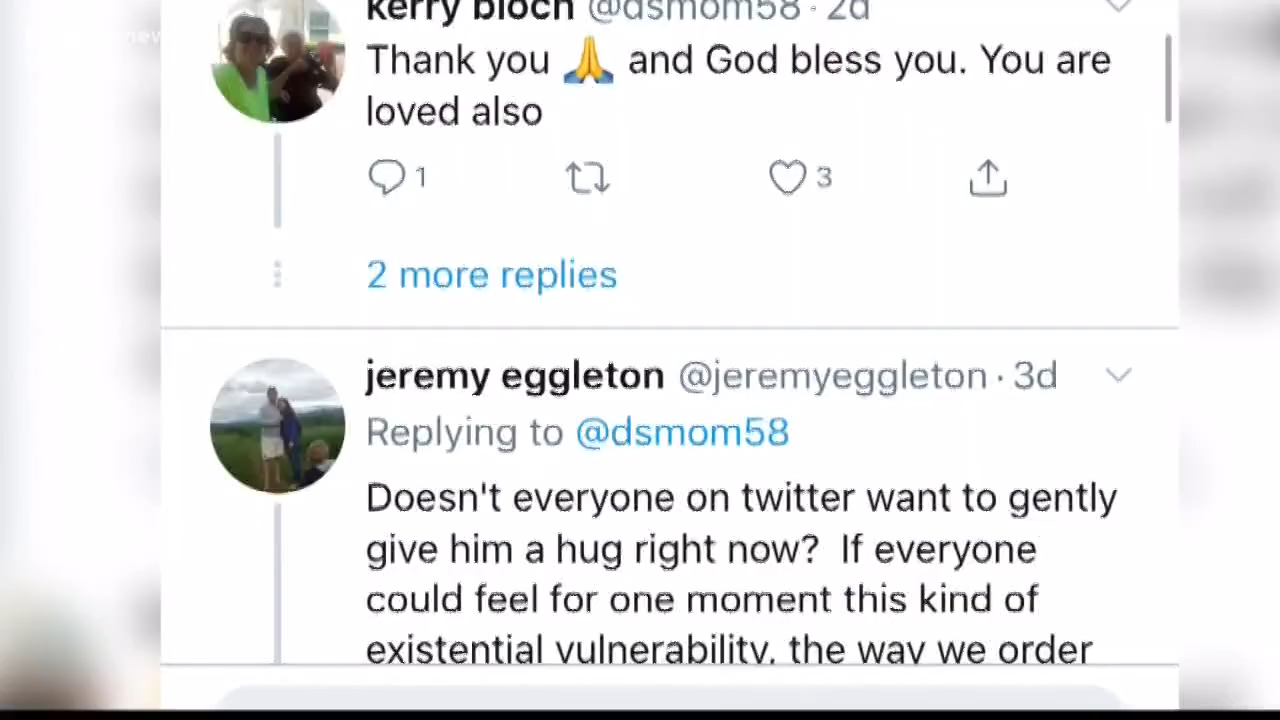 kerry bloch @dsmom58 · 2d
Thank you 🙏 and God bless you. You are
loved also
1
3
2 more replies
jeremy eggleton @jeremyeggleton · 3d
Replying to @dsmom58
Doesn't everyone on twitter want to gently
give him a hug right now?  If everyone
could feel for one moment this kind of
existential vulnerability, the way we order